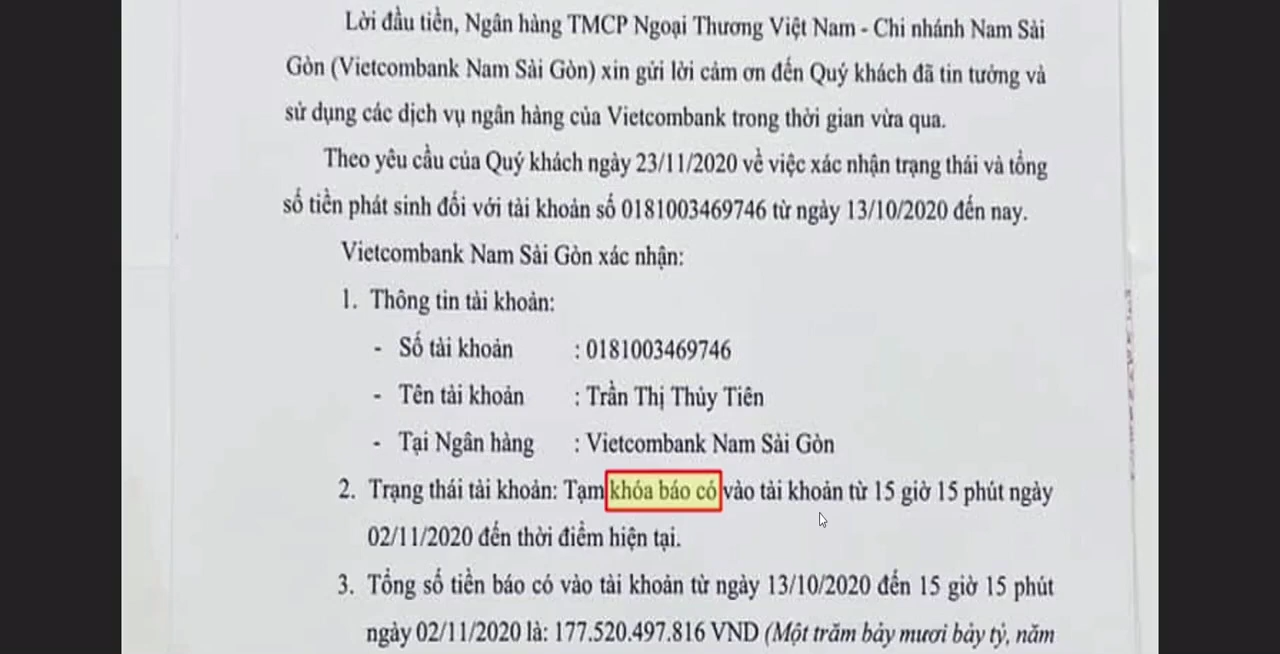 Lời đầu tiền, Ngân hàng TMCP Ngoại Thương Việt Nam - Chi nhánh Nam Sài
Gòn (Vietcombank Nam Sài Gòn) xin gửi lời cảm ơn đến Quý khách đã tin tưởng và
sử dụng các dịch vụ ngân hàng của Vietcombank trong thời gian vừa qua.
Theo yêu cầu của Quý khách ngày 23/11/2020 về việc xác nhận trạng thái và tổng
số tiền phát sinh đối với tài khoản số 0181003469746 từ ngày 13/10/2020 đến nay.
Vietcombank Nam Sài Gòn xác nhận:
1. Thông tin tài khoản:
- Số tài khoản : 0181003469746
- Tên tài khoản : Trần Thị Thủy Tiên
- Tại Ngân hàng : Vietcombank Nam Sài Gòn
2. Trạng thái tài khoản: Tạm khóa báo có vào tài khoản từ 15 giờ 15 phút ngày
02/11/2020 đến thời điểm hiện tại.
3. Tổng số tiền báo có vào tài khoản từ ngày 13/10/2020 đến 15 giờ 15 phút
ngày 02/11/2020 là: 177.520.497.816 VND (Một trăm bảy mươi bảy tỷ, năm